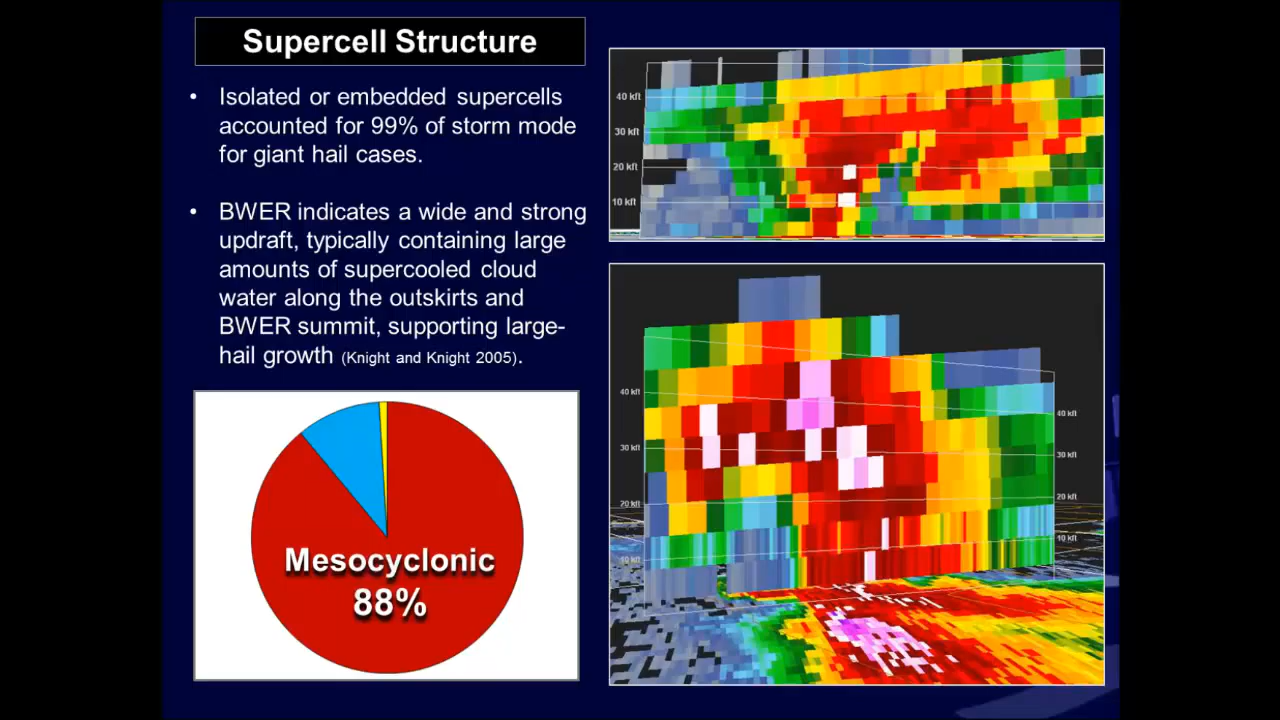 Supercell Structure
• Isolated or embedded supercells
accounted for 99% of storm mode
for giant hail cases.
• BWER indicates a wide and strong
updraft, typically containing large
amounts of supercooled cloud
water along the outskirts and
BWER summit, supporting large-
hail growth (Knight and Knight 2005).
Mesocyclonic
88%
40 kft
30 kft
20 kft
10 kft
40 kft
30 kft
20 kft
10 kft
40 kft
30 kft
20 kft
10 kft